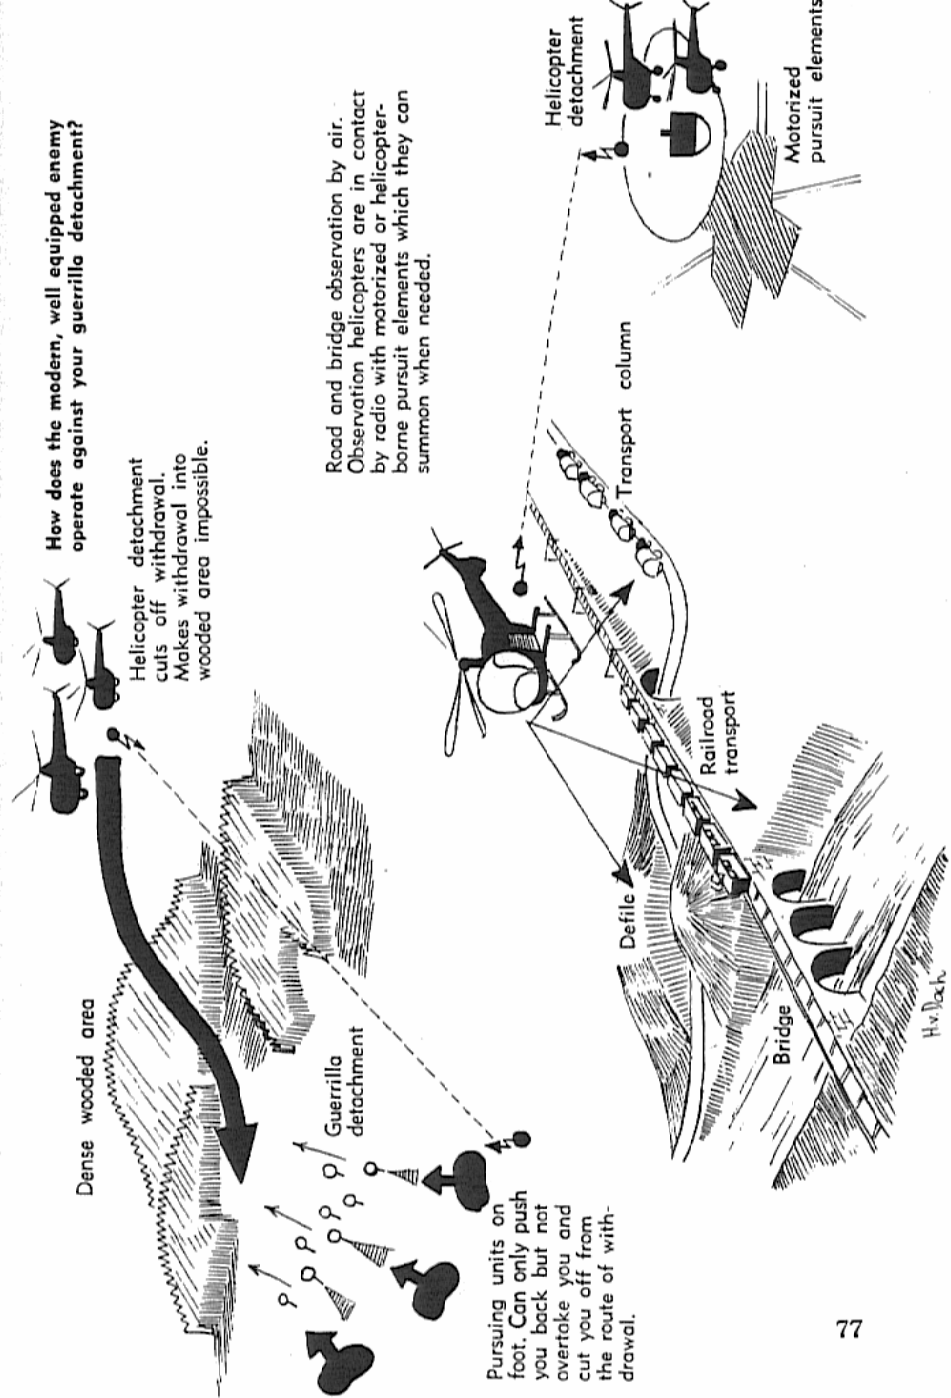 How does the modern, well equipped enemy
operate against your guerrilla detachment?
Helicopter detachment
cuts off withdrawal.
Makes withdrawal into
wooded area impossible.
Dense wooded area
Guerrilla
detachment
Pursuing units on
foot. Can only push
you back but not
overtake you and
cut you off from
the route of with-
drawal.
Road and bridge observation by air.
Observation helicopters are in contact
by radio with motorized or helicopter-
borne pursuit elements which they can
summon when needed.
Helicopter
detachment
Motorized
pursuit elements
Transport column
Railroad
transport
Defile
Bridge
H.v.Dach
77